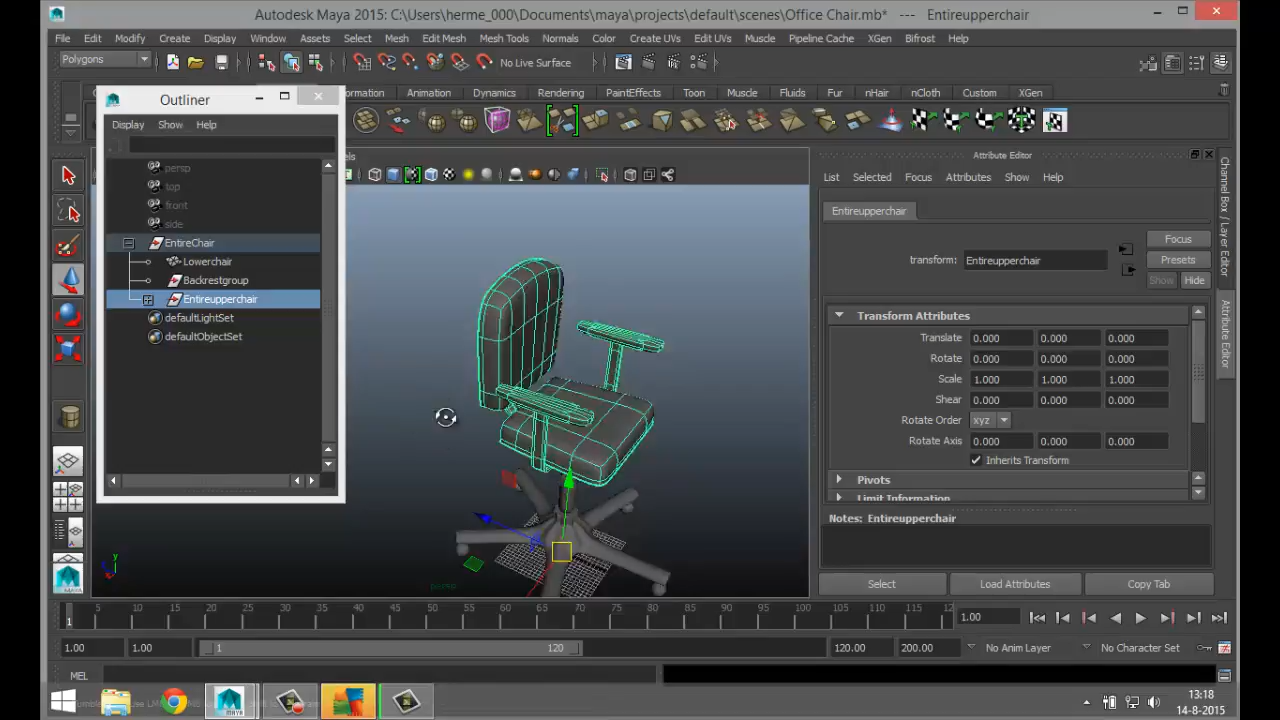 Autodesk Maya 2015: C:\Users\herme_000\Documents\maya\projects\default\scenes\Office Chair.mb* --- Entireupperchair
File Edit Modify Create Display Window Assets Select Mesh Edit Mesh Mesh Tools Normals Color Create UVs Edit UVs Muscle Pipeline Cache XGen Bifrost Help
Polygons No Live Surface
Outliner
Animation Dynamics Rendering PaintEffects Toon Muscle Fluids Fur nHair nCloth Custom XGen
Display Show Help
persp
top
front
side
EntireChair
Lowerchair
Backrestgroup
Entireupperchair
defaultLightSet
defaultObjectSet
Attribute Editor
List Selected Focus Attributes Show Help
Entireupperchair
transform: Entireupperchair
Focus
Presets
Show Hide
Transform Attributes
Translate 0.000 0.000 0.000
Rotate 0.000 0.000 0.000
Scale 1.000 1.000 1.000
Shear 0.000 0.000 0.000
Rotate Order xyz
Rotate Axis 0.000 0.000 0.000
Inherits Transform
Pivots
Limit Information
Notes: Entireupperchair
Select Load Attributes Copy Tab
Channel Box / Layer Editor
Attribute Editor
y
z
persp
1 5 10 15 20 25 30 35 40 45 50 55 60 65 70 75 80 85 90 95 100 105 110 115 12
1.00
1.00 1.00 1 120 120.00 200.00 No Anim Layer No Character Set
MEL
MAYA
13:18
14-8-2015